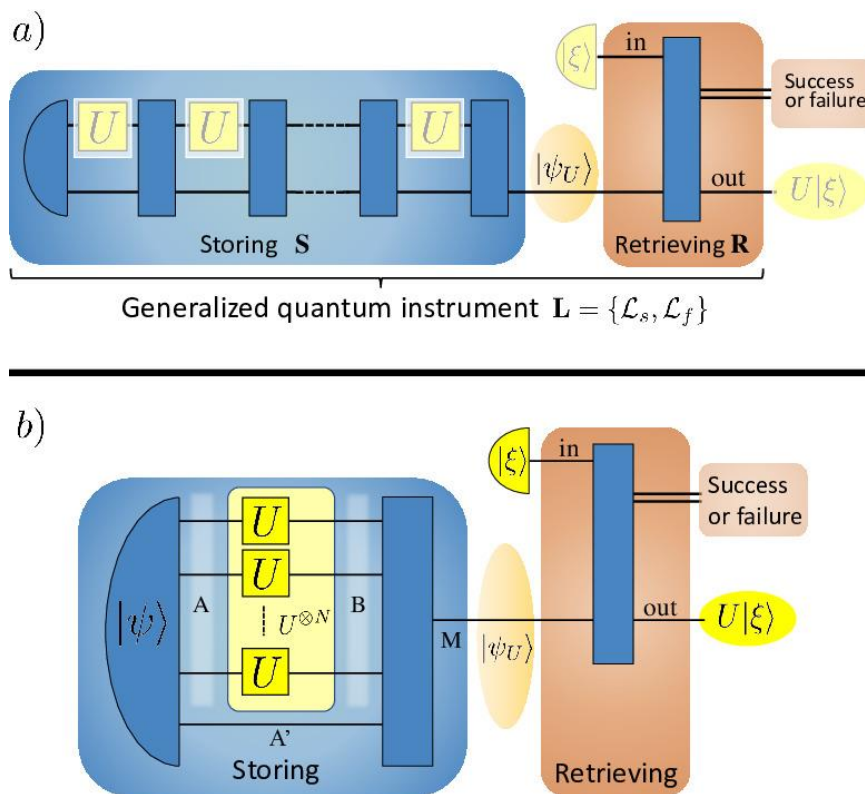 a)
|ξ⟩
in
U
U
U
Success
or failure
|ψ_U⟩
out
U|ξ⟩
Storing S
Retrieving R
Generalized quantum instrument L = {𝓛_s, 𝓛_f}
b)
|ξ⟩
in
U
Success
or failure
U
|ψ⟩
A
U^{⊗N}
B
M
out
U|ξ⟩
|ψ_U⟩
U
A'
Storing
Retrieving